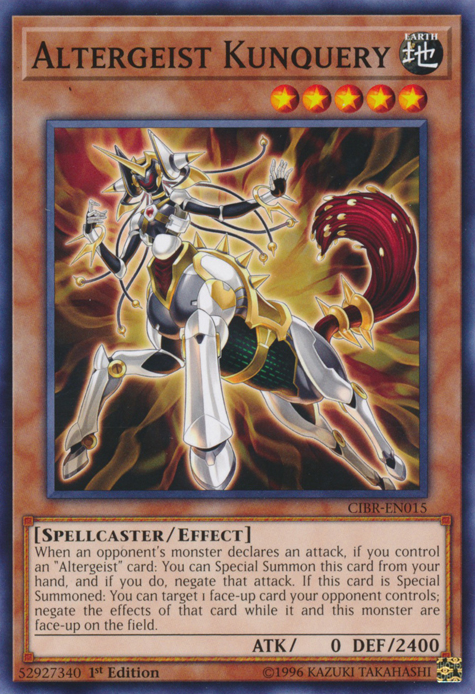 ALTERGEIST KUNQUERY
EARTH
地
CIBR-EN015
[SPELLCASTER/EFFECT]
When an opponent's monster declares an attack, if you control
an "Altergeist" card: You can Special Summon this card from your
hand, and if you do, negate that attack. If this card is Special
Summoned: You can target 1 face-up card your opponent controls;
negate the effects of that card while it and this monster are
face-up on the field.
ATK/ 0 DEF/2400
52927340 1st Edition ©1996 KAZUKI TAKAHASHI